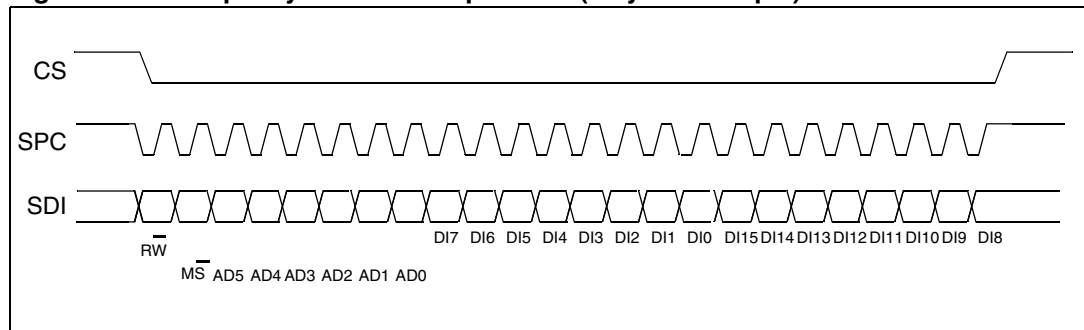 CS
SPC
SDI
DI7 DI6 DI5 DI4 DI3 DI2 DI1 DI0 DI15 DI14 DI13 DI12 DI11 DI10 DI9 DI8
RW
MS AD5 AD4 AD3 AD2 AD1 AD0